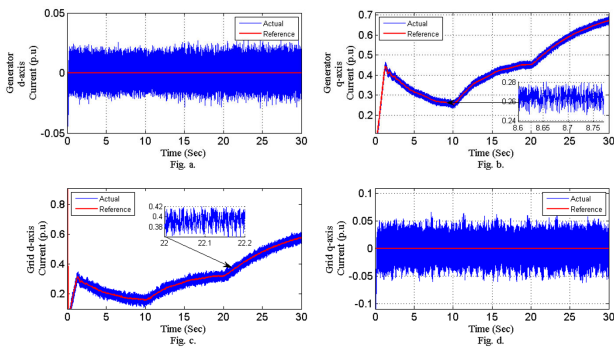 Generator
d-axis
Current (p.u)
0.05
0
-0.05
Actual
Reference
0 5 10 15 20 25 30
Time (Sec)
Fig. a.
Generator
q-axis
Current (p.u)
0.7
0.6
0.5
0.4
0.3
0.2
Actual
Reference
0.28
0.26
0.24
8.6 8.65 8.7 8.75
0 5 10 15 20 25 30
Time (Sec)
Fig. b.
Grid d-axis
Current (p.u)
0.8
0.6
0.4
0.2
Actual
Reference
0.42
0.4
0.38
22 22.1 22.2
0 5 10 15 20 25 30
Time (Sec)
Fig. c.
Grid q-axis
Current (p.u)
0.1
0.05
0
-0.05
-0.1
Actual
Reference
0 5 10 15 20 25 30
Time (Sec)
Fig. d.